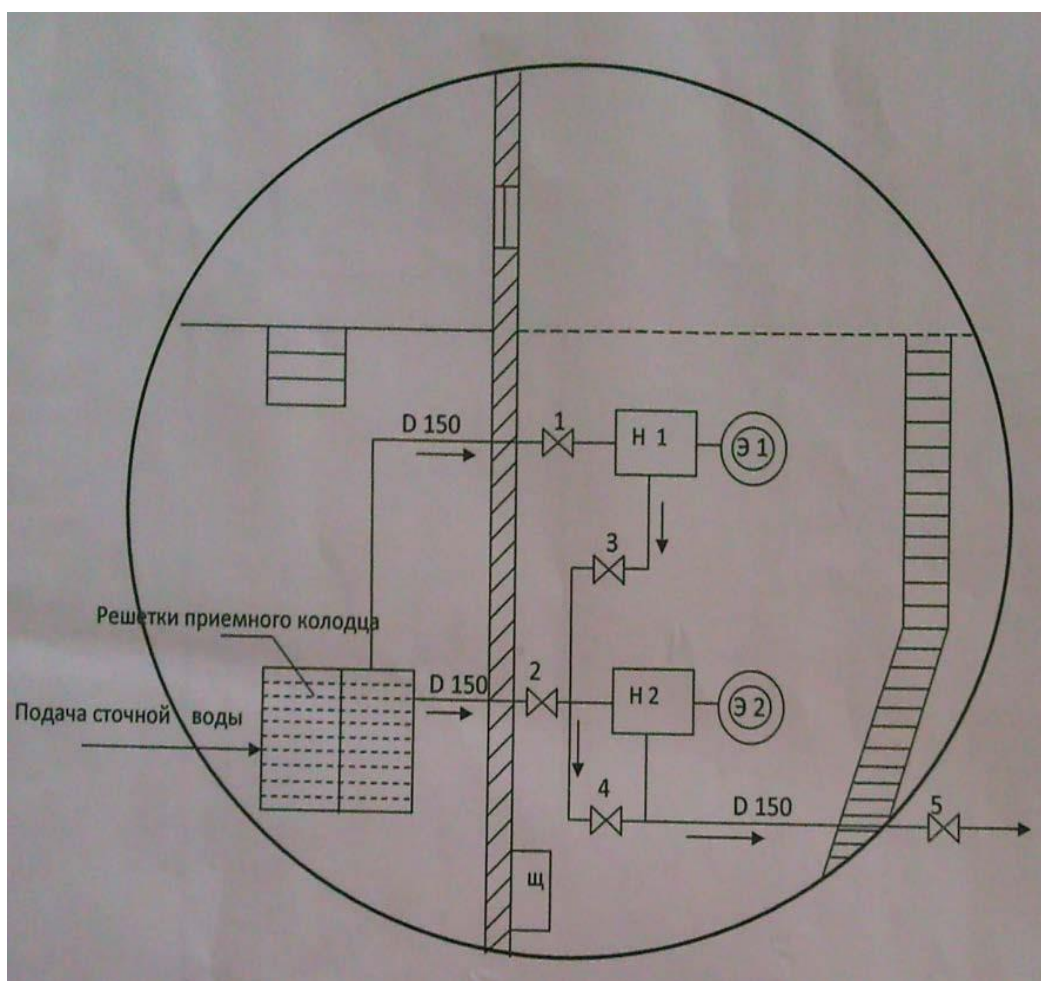 D 150
1
Н 1
Э 1
3
Решетки приемного колодца
D 150
2
Н 2
Э 2
Подача сточной воды
4
D 150
5
щ